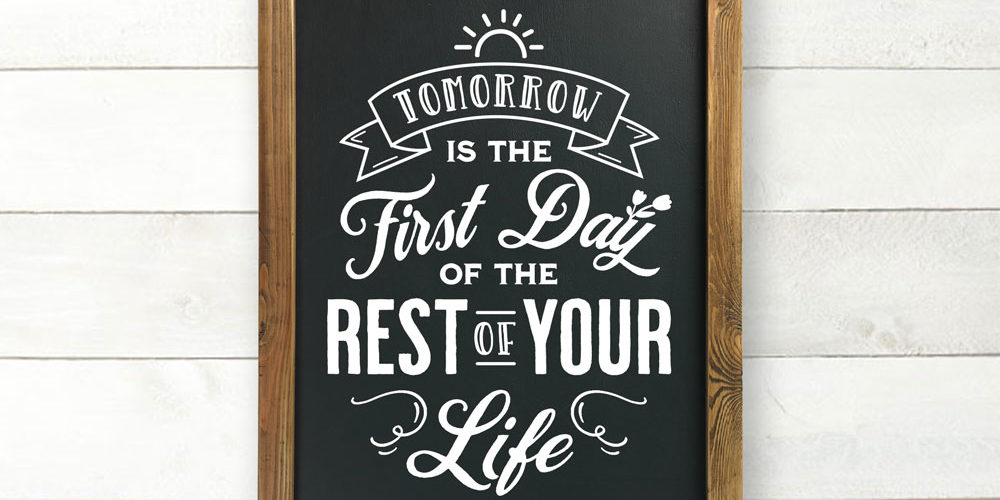 TOMORROW
IS THE
First Day
OF THE
REST OF YOUR
Life